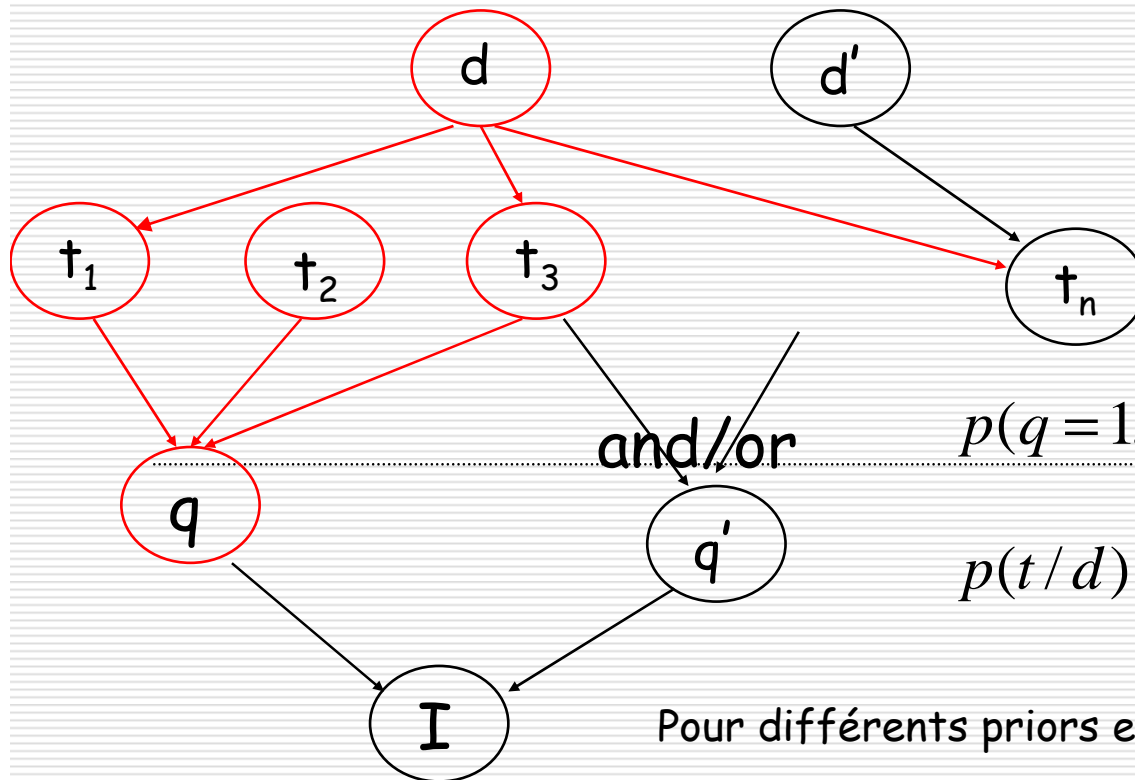 d d'
t₁ t₂ t₃
tₙ
and/or p(q = 1
q
q'
p(t / d)
I
Pour différents priors e